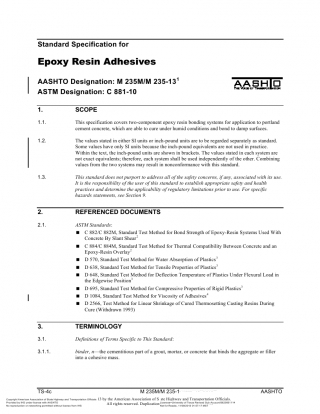 Standard Specification for
Epoxy Resin Adhesives
AASHTO Designation: M 235M/M 235-13¹
ASTM Designation: C 881-10
AASHTO
1. SCOPE
1.1. This specification covers two-component epoxy resin bonding systems for application to portland
cement concrete, which are able to cure under humid conditions and bond to damp surfaces.
1.2. The values stated in either SI units or inch-pound units are to be regarded separately as standard.
Some values have only SI units because the inch-pound equivalents are not used in practice.
Within the text, the inch-pound units are shown in brackets. The values stated in each system are
not exact equivalents; therefore, each system shall be used independently of the other. Combining
values from the two systems may result in nonconformance with this standard.
1.3. This standard does not purport to address all of the safety concerns, if any, associated with its use.
It is the responsibility of the user of this standard to establish appropriate safety and health
practices and determine the applicability of regulatory limitations prior to use. For specific
hazards statements, see Section 9.
2. REFERENCED DOCUMENTS
2.1. ASTM Standards:
■ C 882/C 882M, Standard Test Method for Bond Strength of Epoxy-Resin Systems Used With
Concrete By Slant Shear
■ C 884/C 884M, Standard Test Method for Thermal Compatibility Between Concrete and an
Epoxy-Resin Overlay
■ D 570, Standard Test Method for Water Absorption of Plastics
■ D 638, Standard Test Method for Tensile Properties of Plastics
■ D 648, Standard Test Method for Deflection Temperature of Plastics Under Flexural Load in
the Edgewise Position
■ D 695, Standard Test Method for Compressive Properties of Rigid Plastics
■ D 1084, Standard Test Method for Viscosity of Adhesives
■ D 2566, Test Method for Linear Shrinkage of Cured Thermosetting Casting Resins During
Cure (Withdrawn 1993)
3. TERMINOLOGY
3.1. Definitions of Terms Specific to This Standard:
3.1.1. binder, n—the cementitious part of a grout, mortar, or concrete that binds the aggregate or filler
into a cohesive mass.
TS-4c M 235M/M 235-1 AASHTO